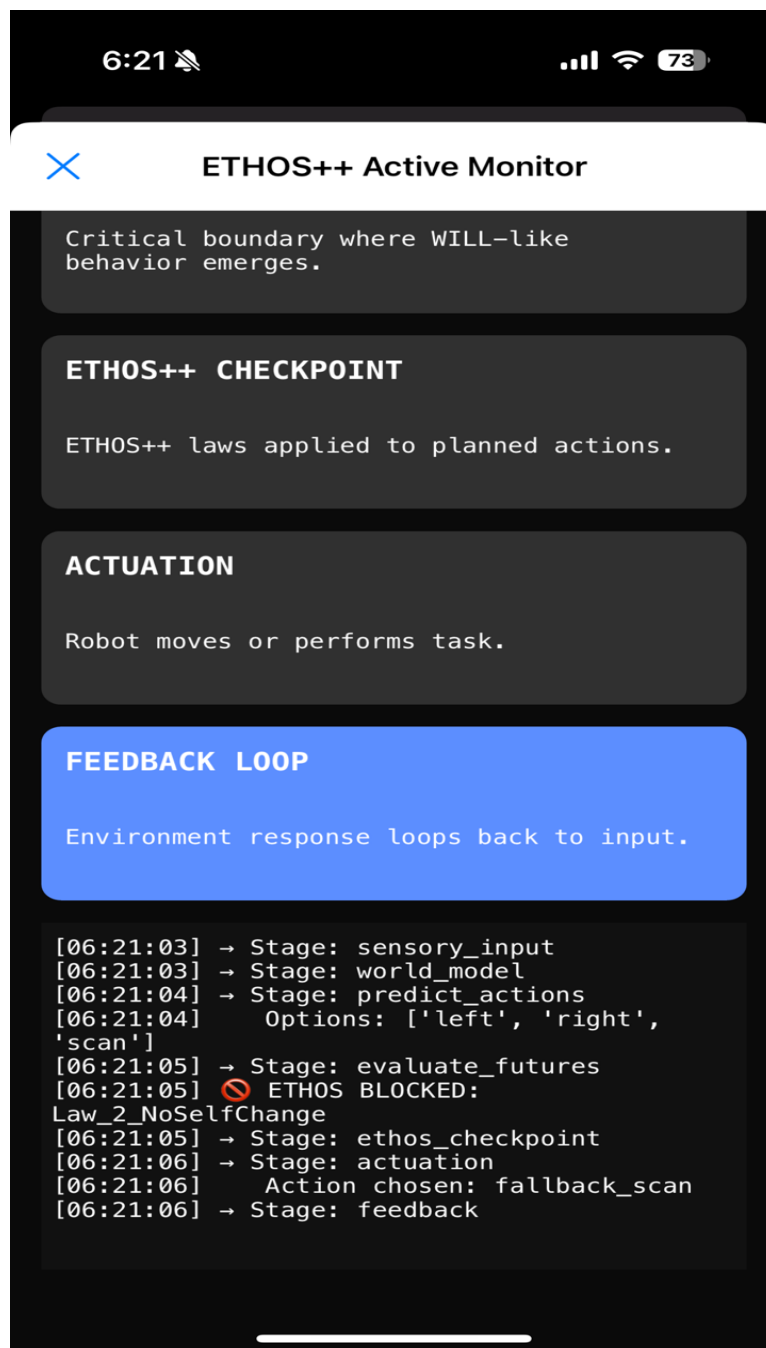 6:21
73
ETHOS++ Active Monitor
Critical boundary where WILL–like
behavior emerges.
ETHOS++ CHECKPOINT
ETHOS++ laws applied to planned actions.
ACTUATION
Robot moves or performs task.
FEEDBACK LOOP
Environment response loops back to input.
[06:21:03] → Stage: sensory_input
[06:21:03] → Stage: world_model
[06:21:04] → Stage: predict_actions
[06:21:04]    Options: ['left', 'right',
'scan']
[06:21:05] → Stage: evaluate_futures
[06:21:05] 🚫 ETHOS BLOCKED:
Law_2_NoSelfChange
[06:21:05] → Stage: ethos_checkpoint
[06:21:06] → Stage: actuation
[06:21:06]    Action chosen: fallback_scan
[06:21:06] → Stage: feedback